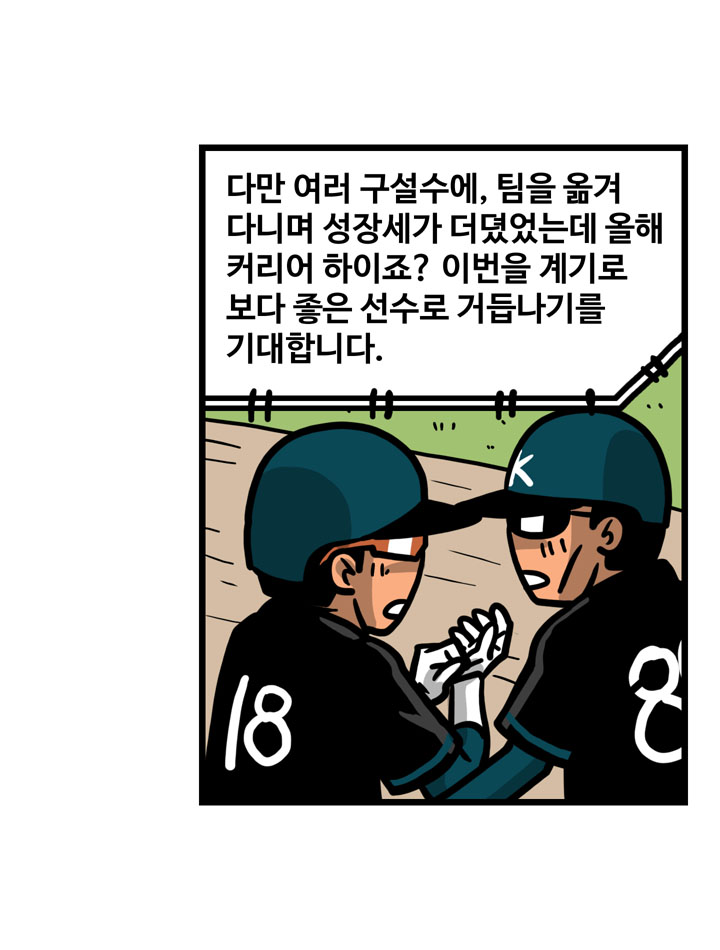 다만 여러 구설수에, 팀을 옮겨
다니며 성장세가 더뎠었는데 올해
커리어 하이죠? 이번을 계기로
보다 좋은 선수로 거듭나기를
기대합니다.
K
18
8